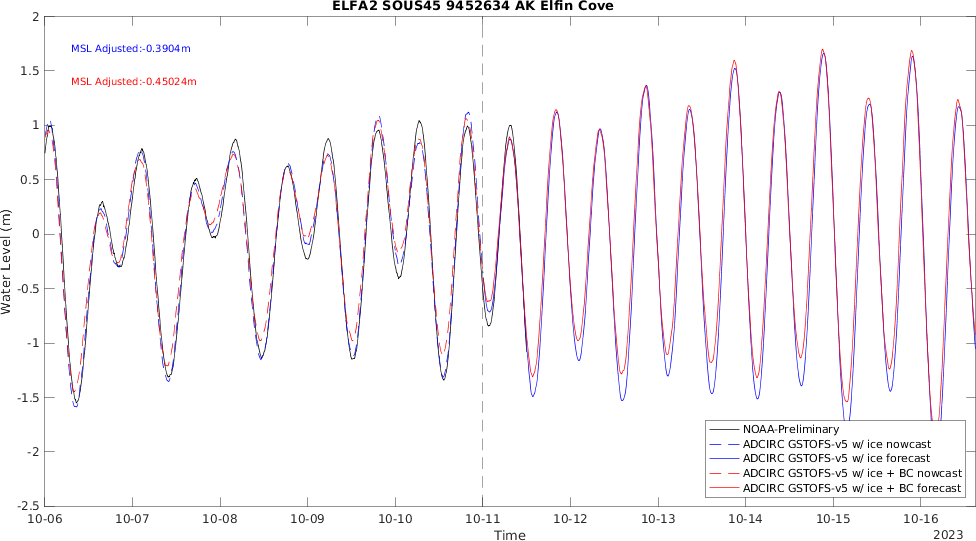 ELFA2 SOUS45 9452634 AK Elfin Cove
MSL Adjusted:-0.3904m
MSL Adjusted:-0.45024m
Water Level (m)
2
1.5
1
0.5
0
-0.5
-1
-1.5
-2
-2.5
NOAA-Preliminary
ADCIRC GSTOFS-v5 w/ ice nowcast
ADCIRC GSTOFS-v5 w/ ice forecast
ADCIRC GSTOFS-v5 w/ ice + BC nowcast
ADCIRC GSTOFS-v5 w/ ice + BC forecast
10-06 10-07 10-08 10-09 10-10 10-11 10-12 10-13 10-14 10-15 10-16
Time
2023